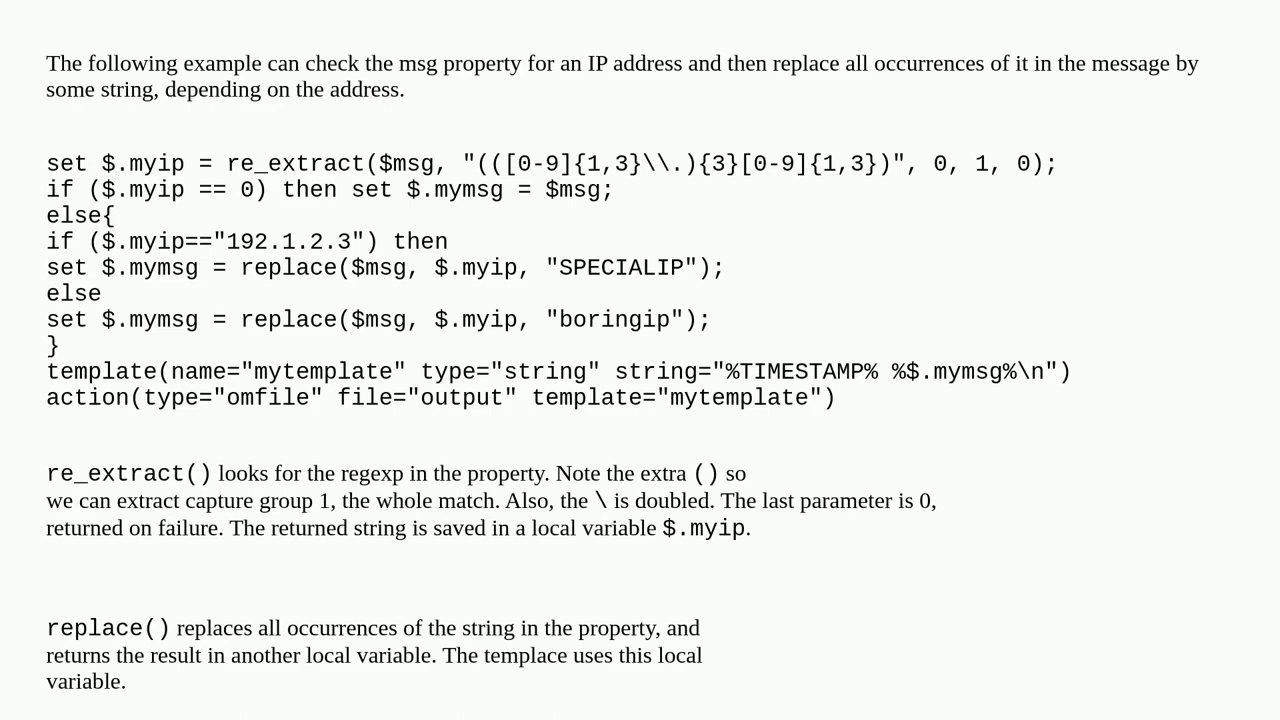 The following example can check the msg property for an IP address and then replace all occurrences of it in the message by
some string, depending on the address.
set $.myip = re_extract($msg, "(([0-9]{1,3}\\.){3}[0-9]{1,3})", 0, 1, 0);
if ($.myip == 0) then set $.mymsg = $msg;
else{
if ($.myip=="192.1.2.3") then
set $.mymsg = replace($msg, $.myip, "SPECIALIP");
else
set $.mymsg = replace($msg, $.myip, "boringip");
}
template(name="mytemplate" type="string" string="%TIMESTAMP% %$.mymsg%\n")
action(type="omfile" file="output" template="mytemplate")
re_extract() looks for the regexp in the property. Note the extra () so
we can extract capture group 1, the whole match. Also, the \ is doubled. The last parameter is 0,
returned on failure. The returned string is saved in a local variable $.myip.
replace() replaces all occurrences of the string in the property, and
returns the result in another local variable. The templace uses this local
variable.